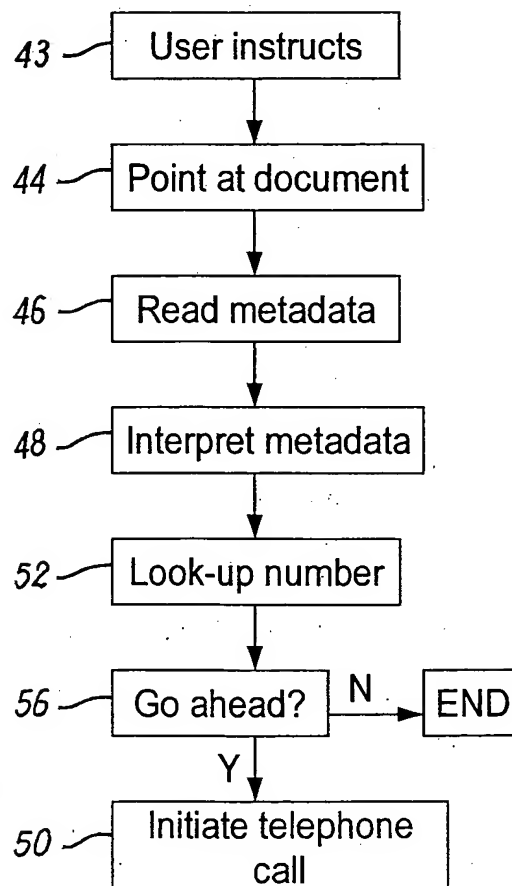 43 User instructs
44 Point at document
46 Read metadata
48 Interpret metadata
52 Look-up number
56 Go ahead? N END
Y
50 Initiate telephone
call